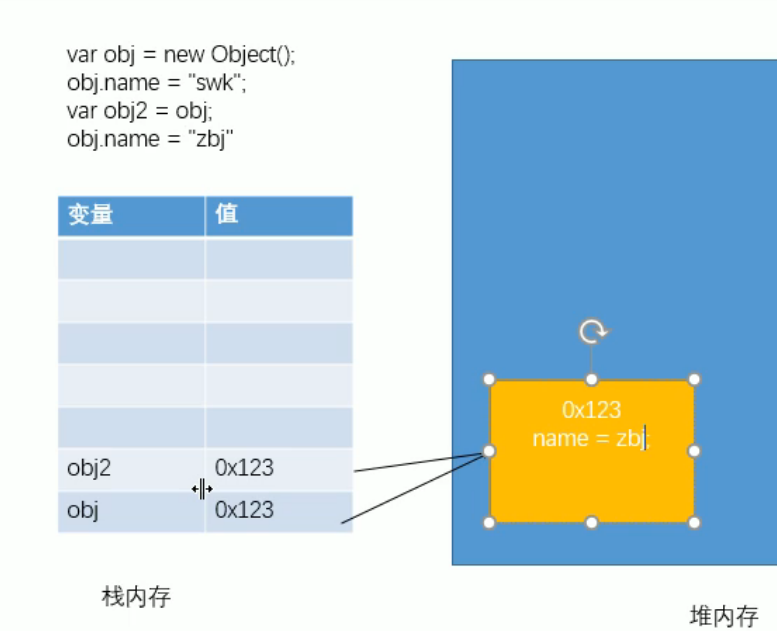 var obj = new Object();
obj.name = "swk";
var obj2 = obj;
obj.name = "zbj"
变量 值
obj2 0x123
obj 0x123
栈内存
0x123
name = zbj;
堆内存